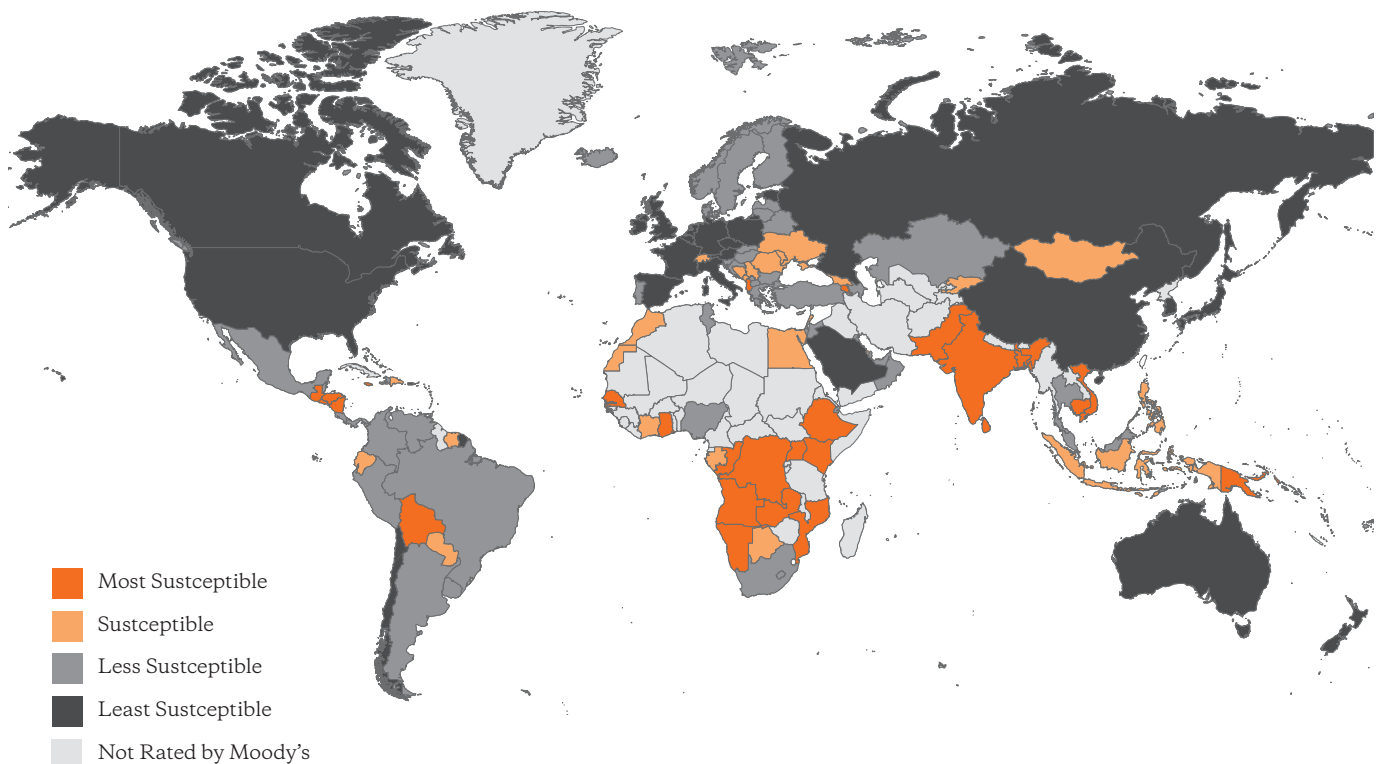 Most Sustceptible
Sustceptible
Less Sustceptible
Least Sustceptible
Not Rated by Moody’s